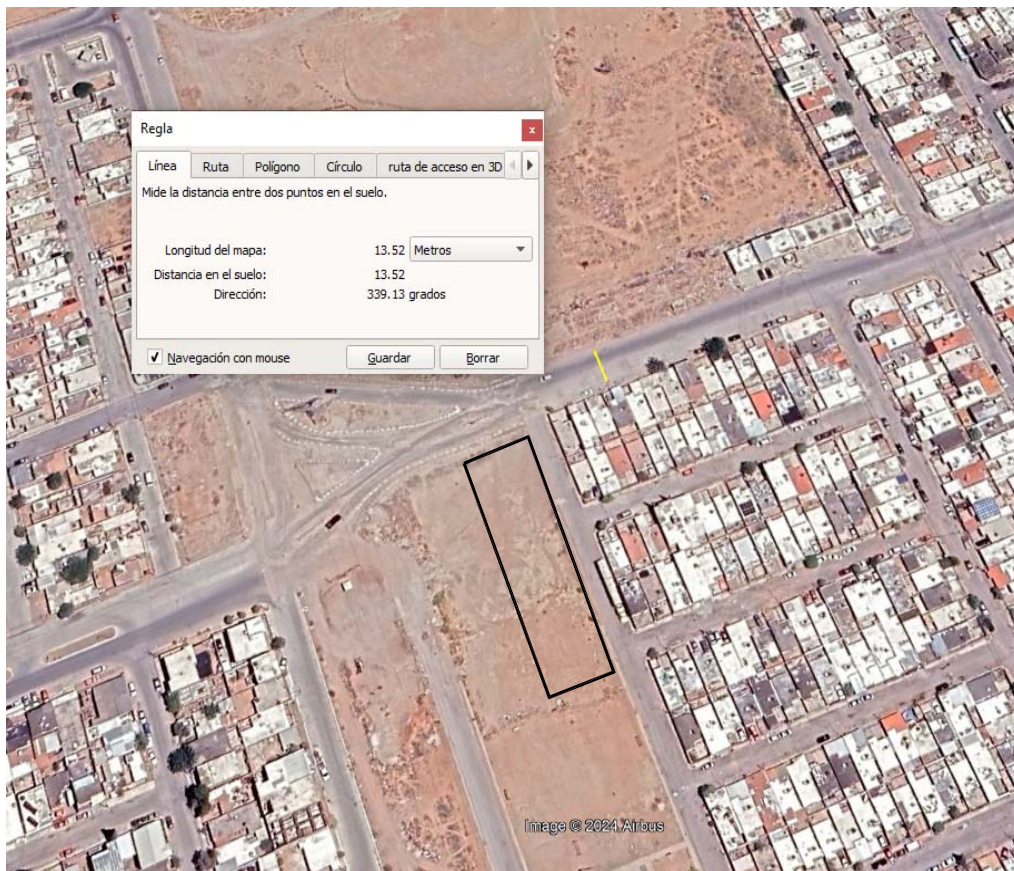 Regla
x
Línea Ruta Polígono Círculo ruta de acceso en 3D
Mide la distancia entre dos puntos en el suelo.
Longitud del mapa: 13.52 Metros
Distancia en el suelo: 13.52
Dirección: 339.13 grados
Navegación con mouse Guardar Borrar
Image © 2024 Airbus